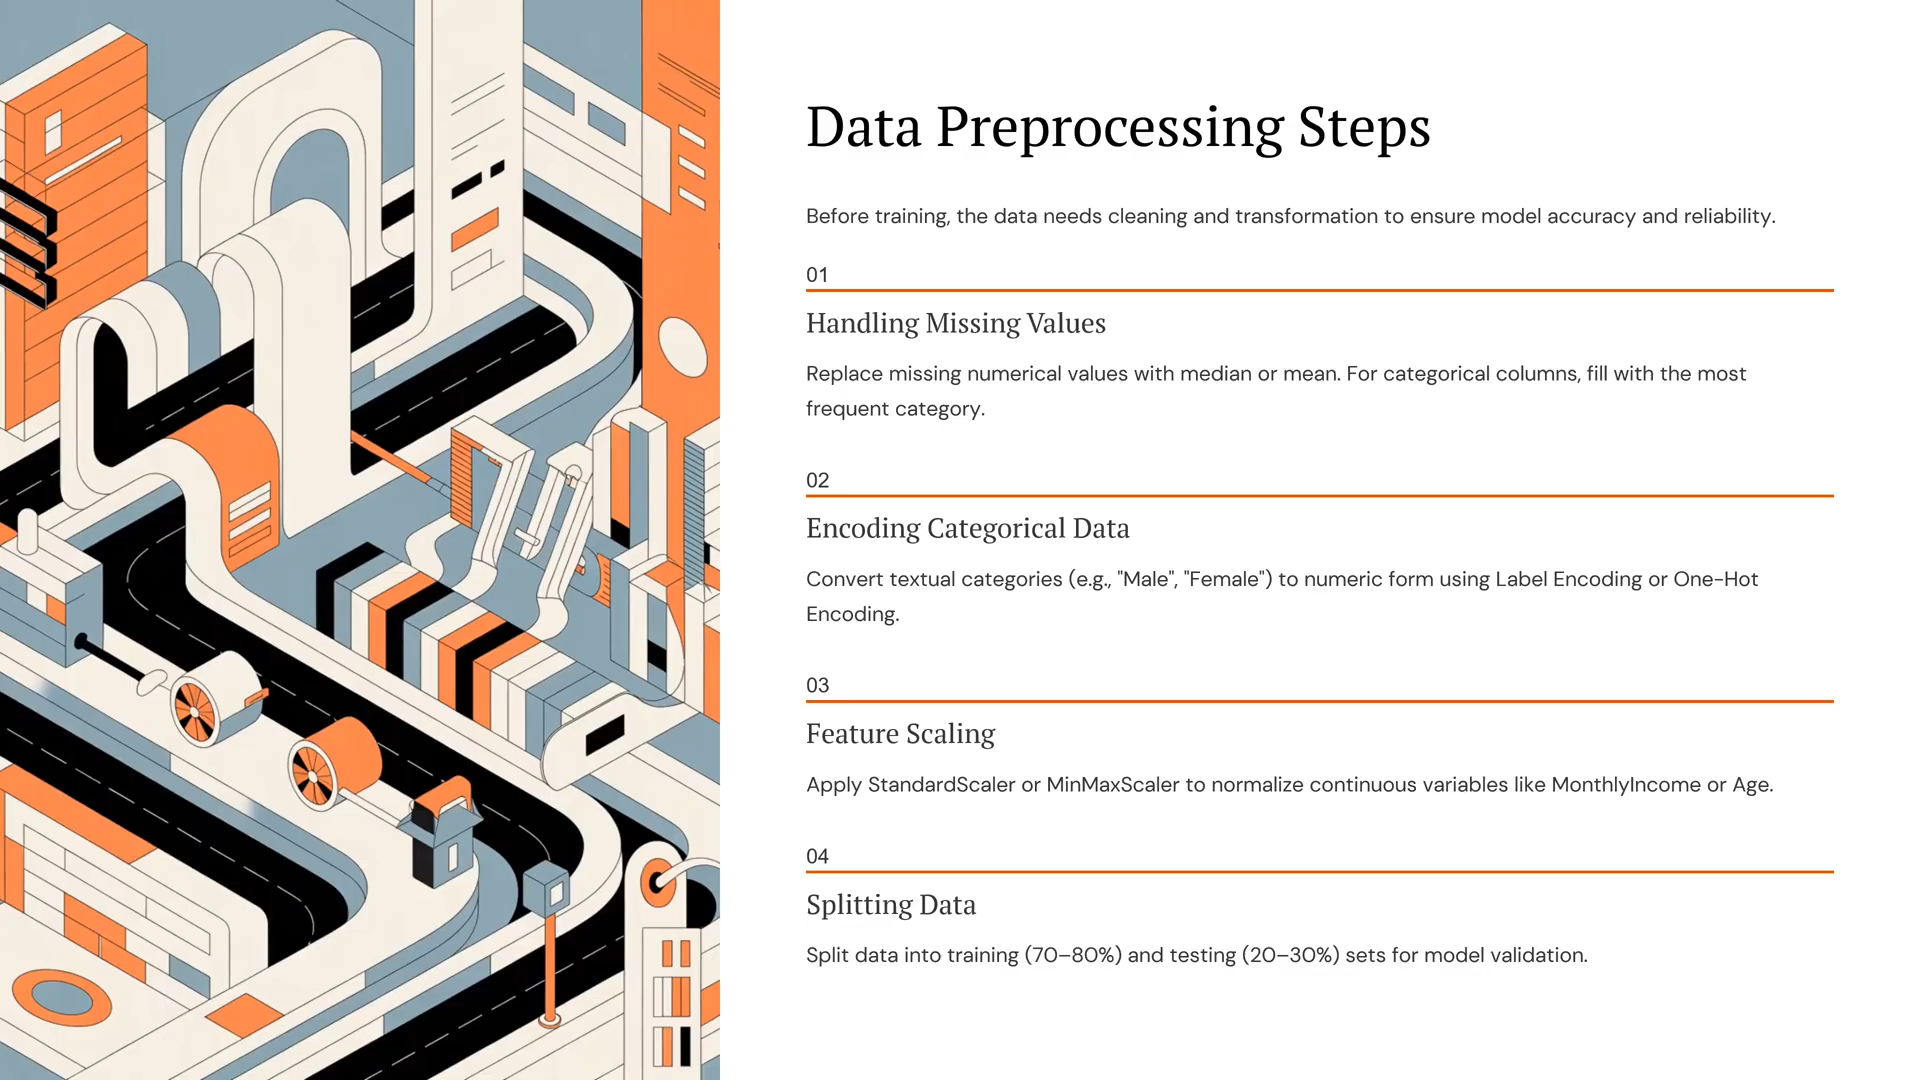 Data Preprocessing Steps
Before training, the data needs cleaning and transformation to ensure model accuracy and reliability.
01
Handling Missing Values
Replace missing numerical values with median or mean. For categorical columns, fill with the most
frequent category.
02
Encoding Categorical Data
Convert textual categories (e.g., "Male", "Female") to numeric form using Label Encoding or One-Hot
Encoding.
03
Feature Scaling
Apply StandardScaler or MinMaxScaler to normalize continuous variables like MonthlyIncome or Age.
04
Splitting Data
Split data into training (70–80%) and testing (20–30%) sets for model validation.